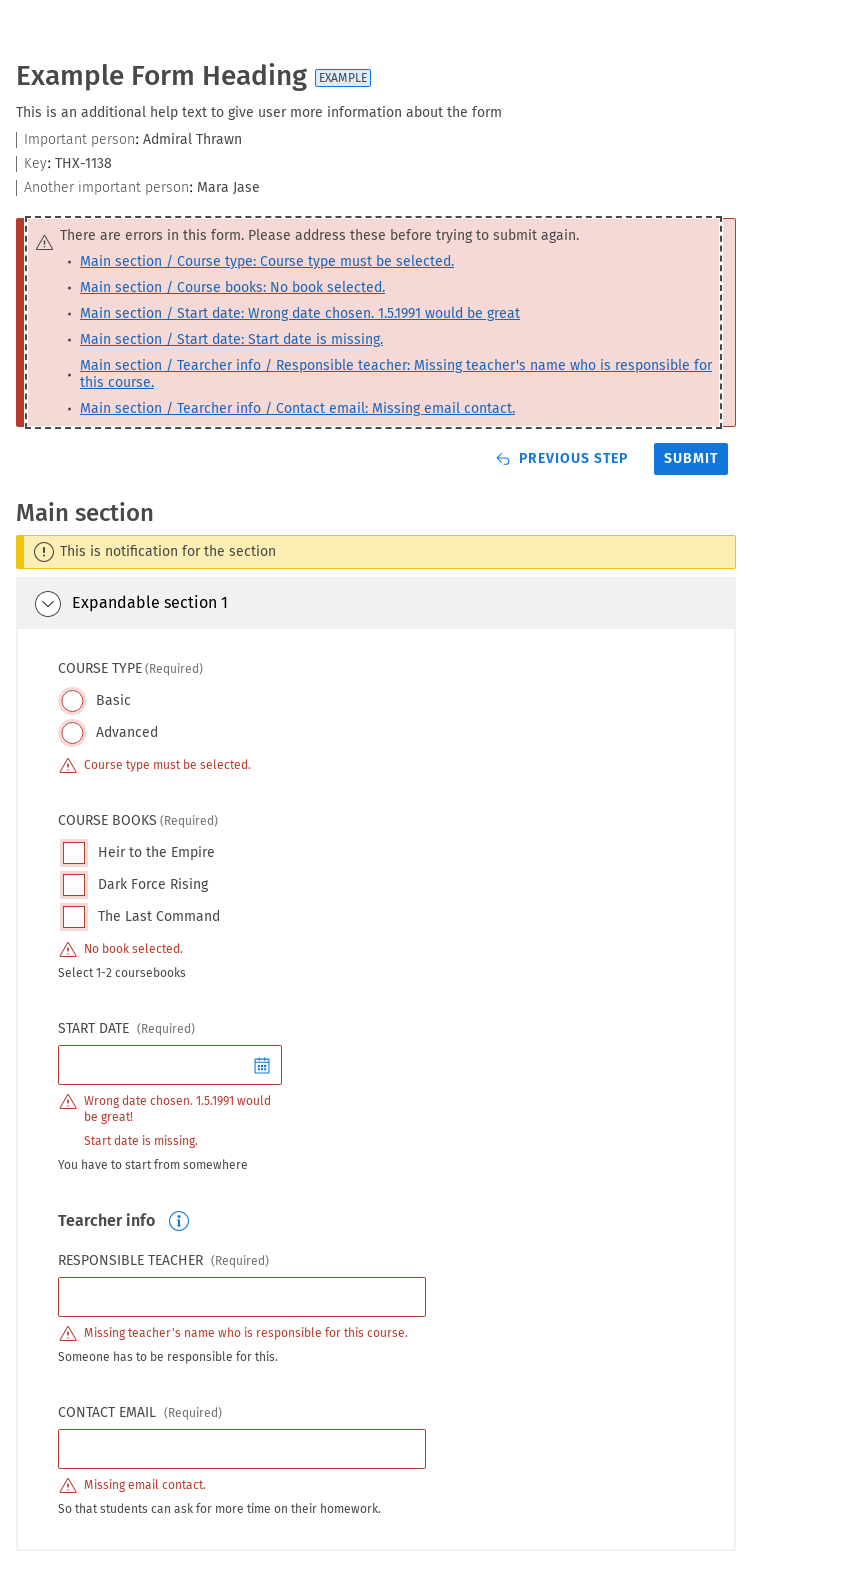 Example Form Heading EXAMPLE
This is an additional help text to give user more information about the form
Important person: Admiral Thrawn
Key: THX-1138
Another important person: Mara Jase
There are errors in this form. Please address these before trying to submit again.
• Main section / Course type: Course type must be selected.
• Main section / Course books: No book selected.
• Main section / Start date: Wrong date chosen. 1.5.1991 would be great
• Main section / Start date: Start date is missing.
• Main section / Tearcher info / Responsible teacher: Missing teacher's name who is responsible for
this course.
• Main section / Tearcher info / Contact email: Missing email contact.
PREVIOUS STEP SUBMIT
Main section
This is notification for the section
Expandable section 1
COURSE TYPE (Required)
Basic
Advanced
Course type must be selected.
COURSE BOOKS (Required)
Heir to the Empire
Dark Force Rising
The Last Command
No book selected.
Select 1-2 coursebooks
START DATE (Required)
Wrong date chosen. 1.5.1991 would
be great!
Start date is missing.
You have to start from somewhere
Tearcher info
RESPONSIBLE TEACHER (Required)
Missing teacher's name who is responsible for this course.
Someone has to be responsible for this.
CONTACT EMAIL (Required)
Missing email contact.
So that students can ask for more time on their homework.